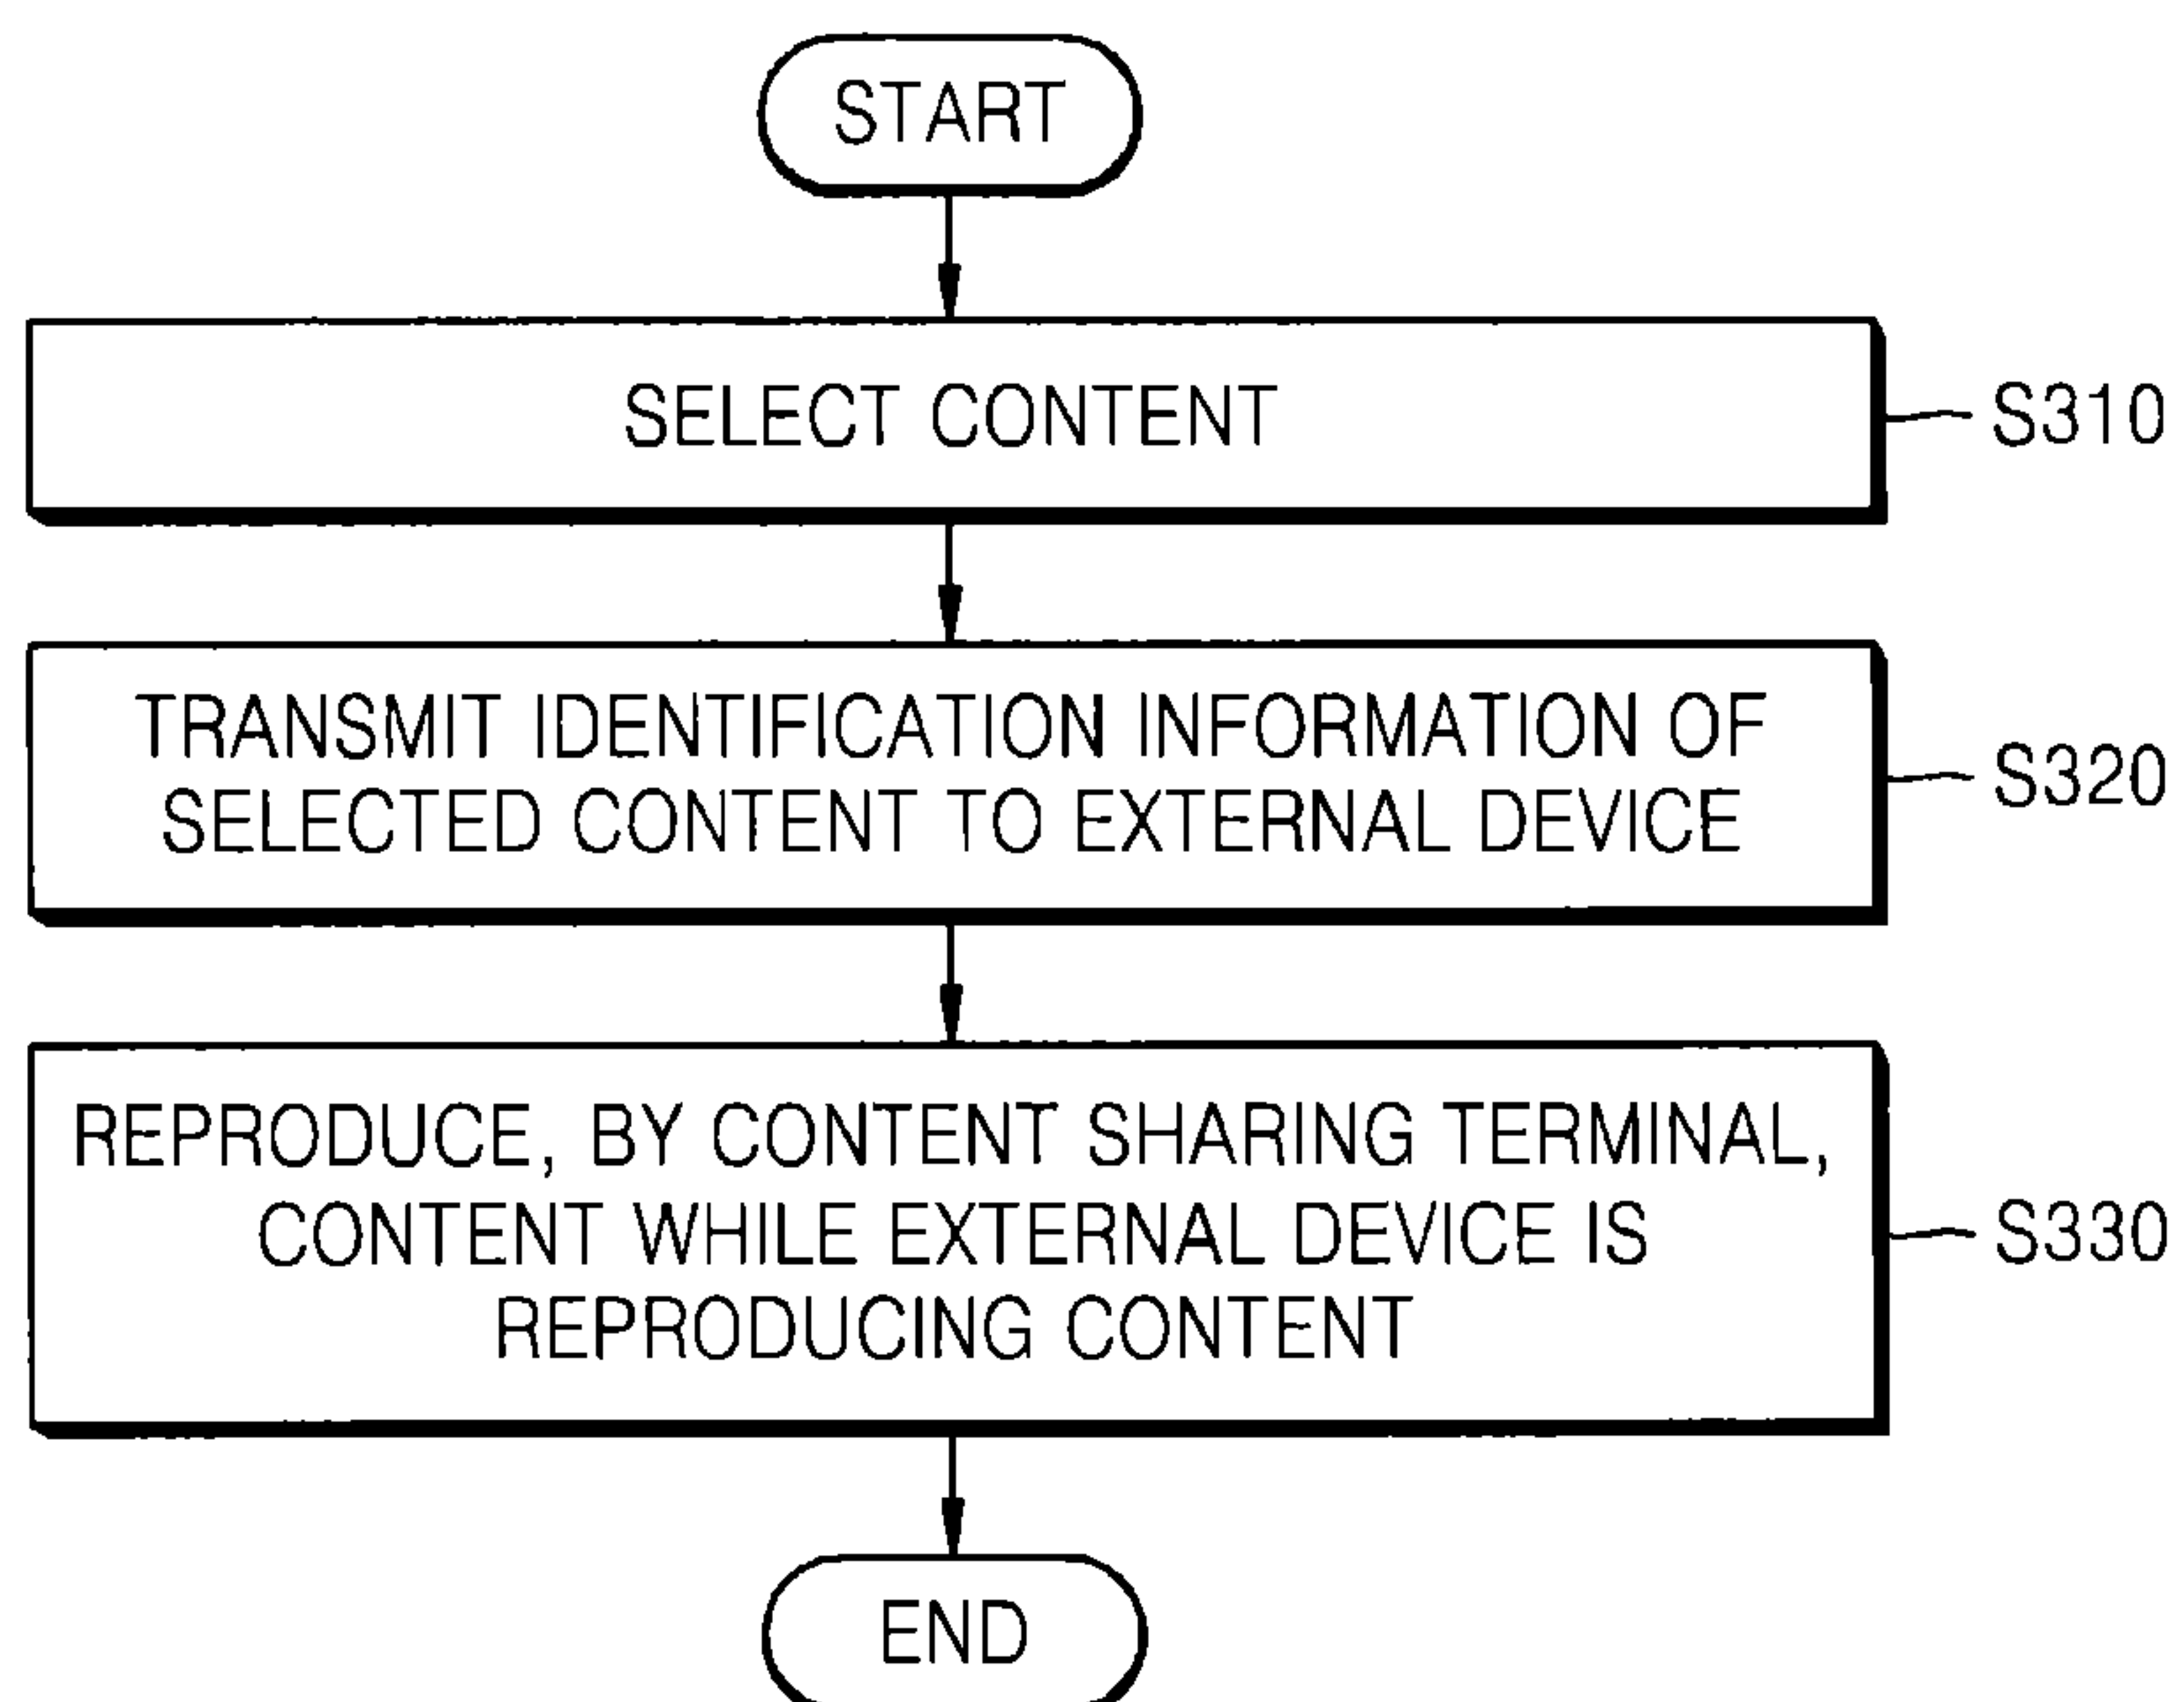 START
SELECT CONTENT
S310
TRANSMIT IDENTIFICATION INFORMATION OF
SELECTED CONTENT TO EXTERNAL DEVICE
S320
REPRODUCE, BY CONTENT SHARING TERMINAL,
CONTENT WHILE EXTERNAL DEVICE IS
REPRODUCING CONTENT
S330
END